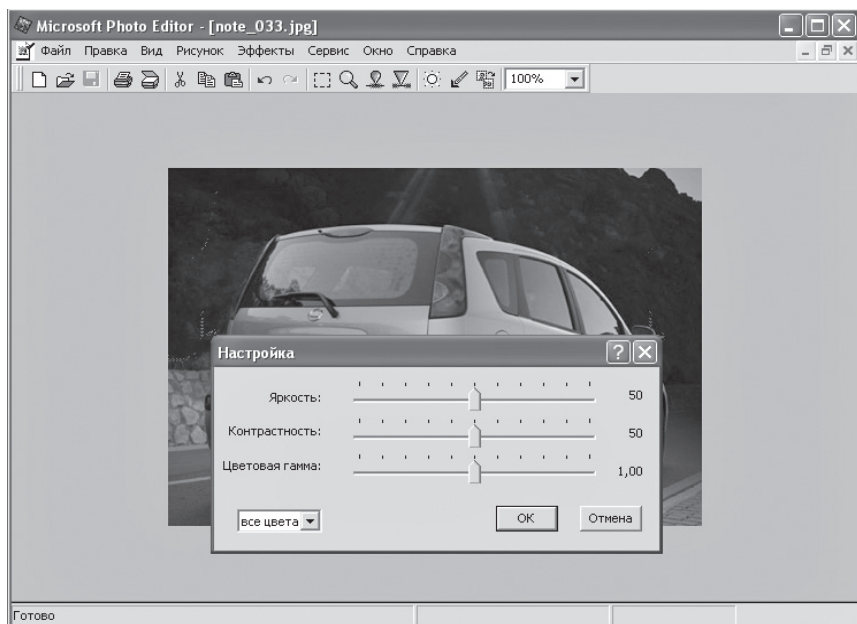 Microsoft Photo Editor - [note_033.jpg]
Файл Правка Вид Рисунок Эффекты Сервис Окно Справка
100%
Настройка
Яркость: 50
Контрастность: 50
Цветовая гамма: 1,00
все цвета OK Отмена
Готово